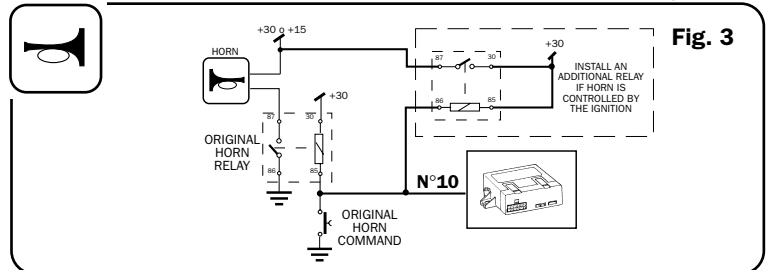 Fig. 3
+30 o +15
HORN
+30
ORIGINAL
HORN
RELAY
87
30
86
85
ORIGINAL
HORN
COMMAND
N°10
87
30
86
85
+30
INSTALL AN
ADDITIONAL RELAY
IF HORN IS
CONTROLLED BY
THE IGNITION